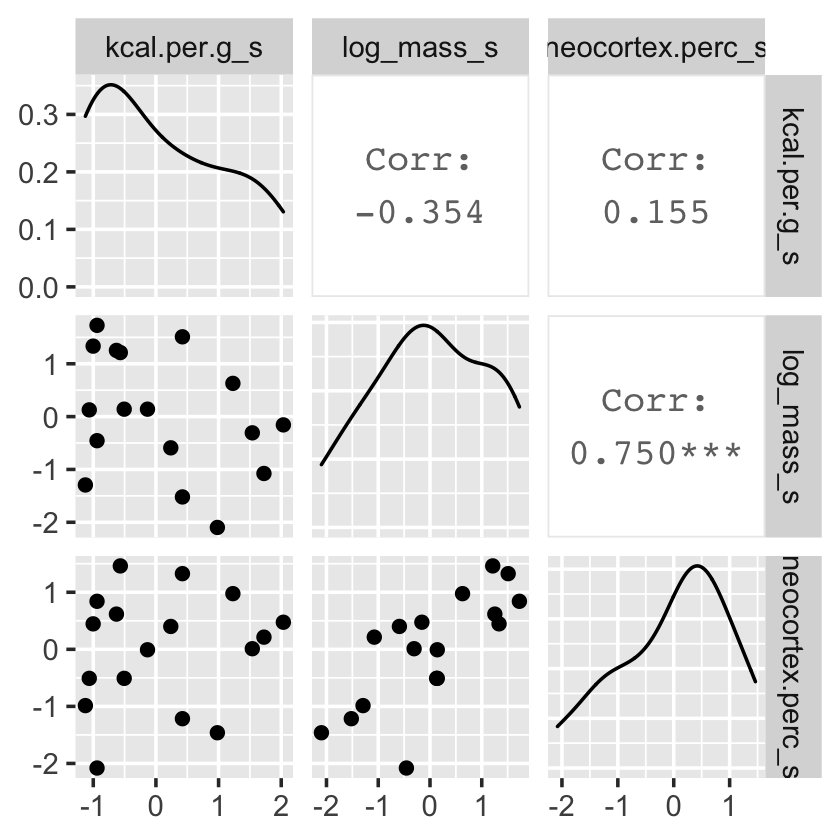 kcal.per.g_s
log_mass_s
neocortex.perc_s
0.3
0.2
0.1
0.0
Corr:
-0.354
Corr:
0.155
kcal.per.g_s
1
0
-1
-2
Corr:
0.750***
log_mass_s
1
0
-1
-2
neocortex.perc_s
-1 0 1 2
-2 -1 0 1
-2 -1 0 1